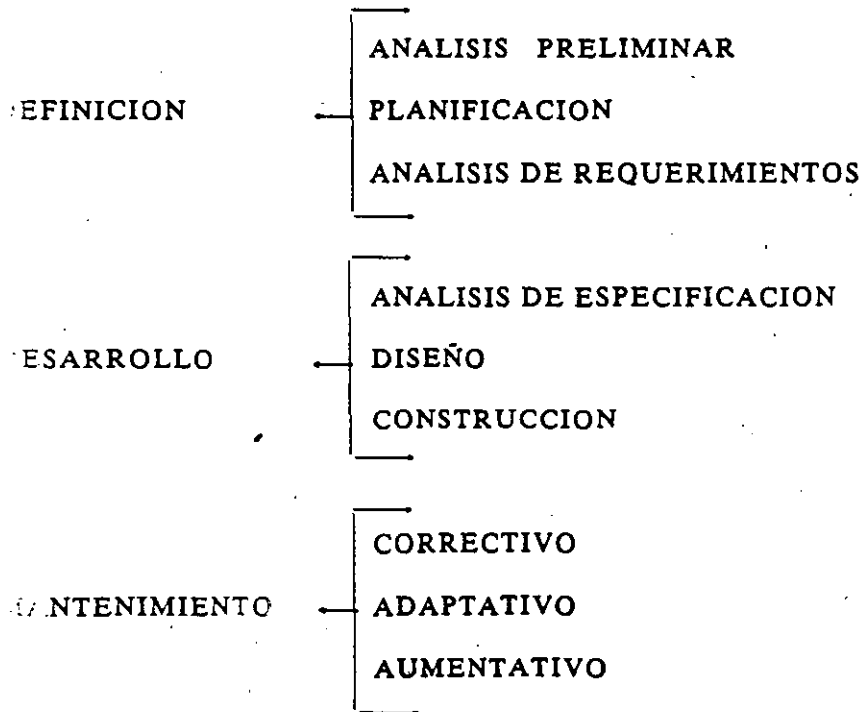 ANALISIS PRELIMINAR
EFINICION PLANIFICACION
ANALISIS DE REQUERIMIENTOS
ANALISIS DE ESPECIFICACION
ESARROLLO DISEÑO
CONSTRUCCION
CORRECTIVO
NTENIMIENTO ADAPTATIVO
AUMENTATIVO